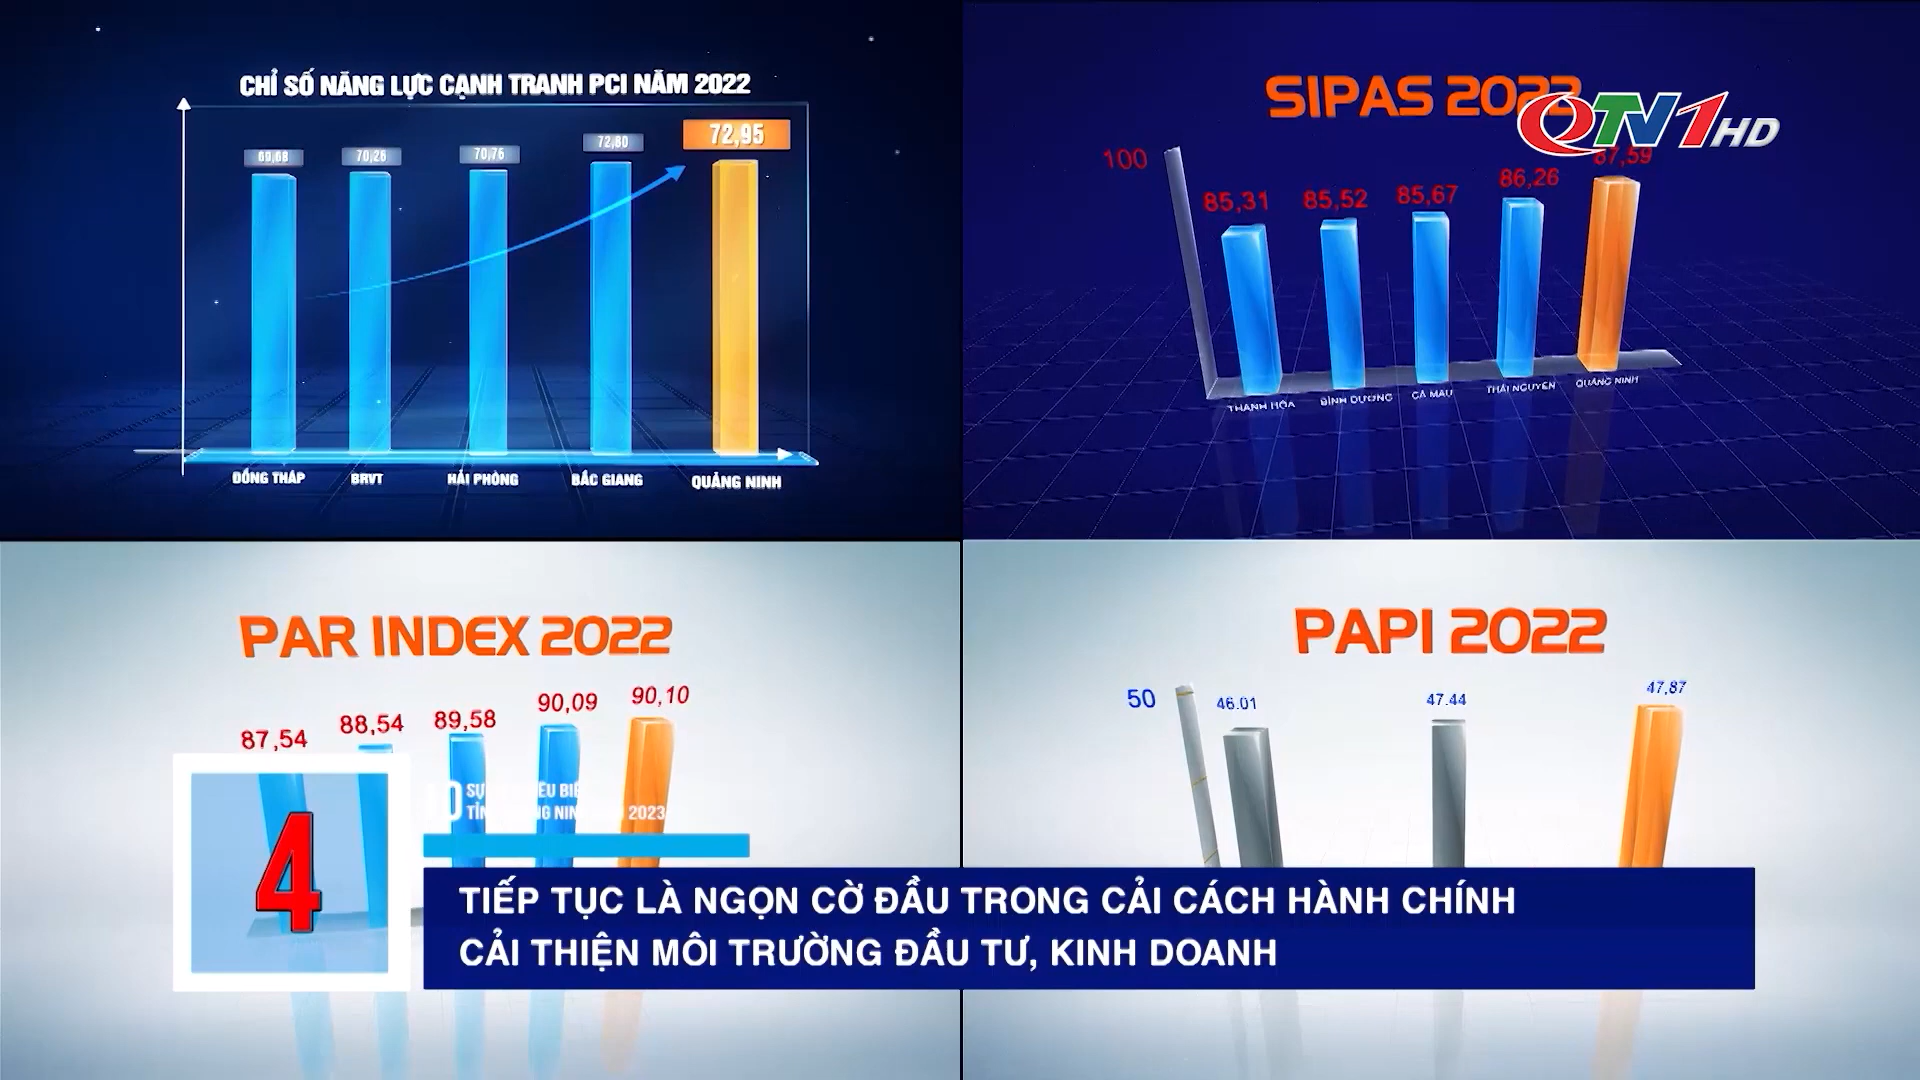 CHỈ SỐ NĂNG LỰC CẠNH TRANH PCI NĂM 2022
69,68 70,26 70,76 72,80 72,95
ĐỒNG THÁP BRVT HẢI PHÒNG BẮC GIANG QUẢNG NINH
SIPAS 2022
QTV1HD
100
85,31 85,52 85,67 86,26 87,59
THANH HÓA BÌNH DƯƠNG CÀ MAU THÁI NGUYÊN QUẢNG NINH
PAR INDEX 2022
87,54 88,54 89,58 90,09 90,10
PAPI 2022
50
46.01 47.44 47,87
4
2023
TIẾP TỤC LÀ NGỌN CỜ ĐẦU TRONG CẢI CÁCH HÀNH CHÍNH
CẢI THIỆN MÔI TRƯỜNG ĐẦU TƯ, KINH DOANH